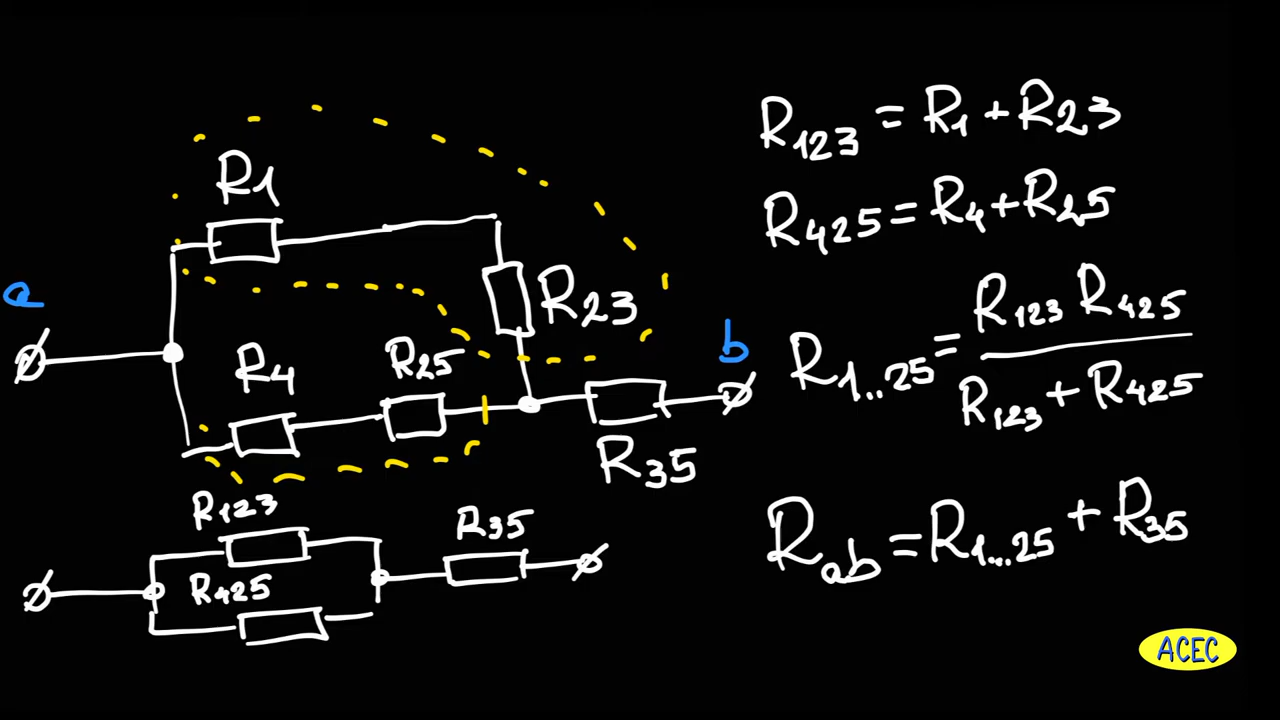 R1
a
R23
b
R4
R25
R35
R123
R425
R35
R123 = R1 + R23
R425 = R4 + R25
R1..25 = R123 R425 / R123 + R425
Rab = R1...25 + R35
ACEC